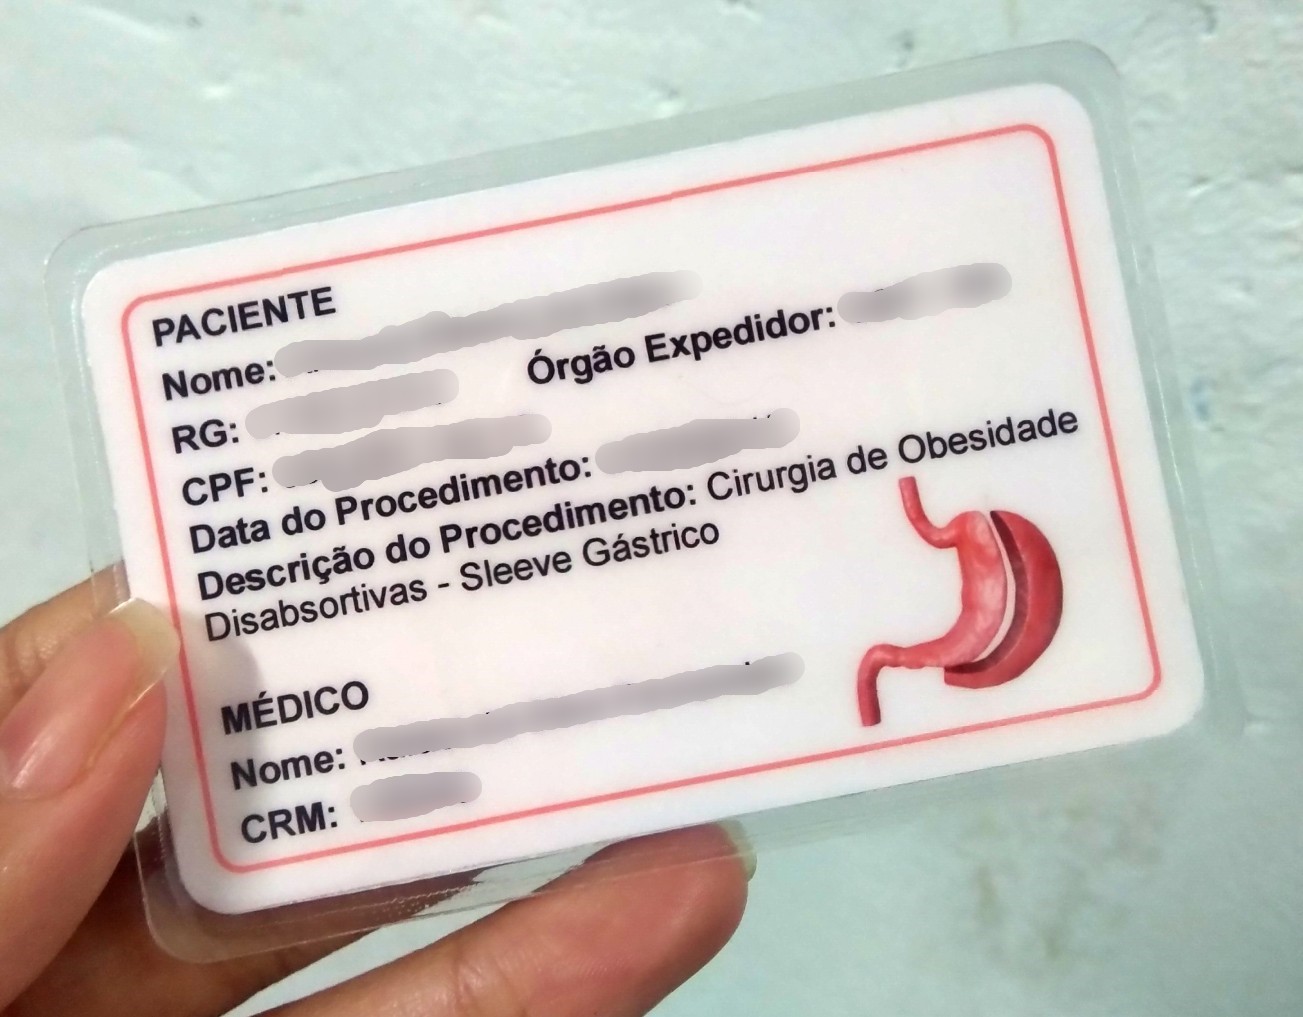 PACIENTE
Nome:
RG: Órgão Expedidor:
CPF:
Data do Procedimento:
Descrição do Procedimento: Cirurgia de Obesidade
Disabsortivas - Sleeve Gástrico
MÉDICO
Nome:
CRM: